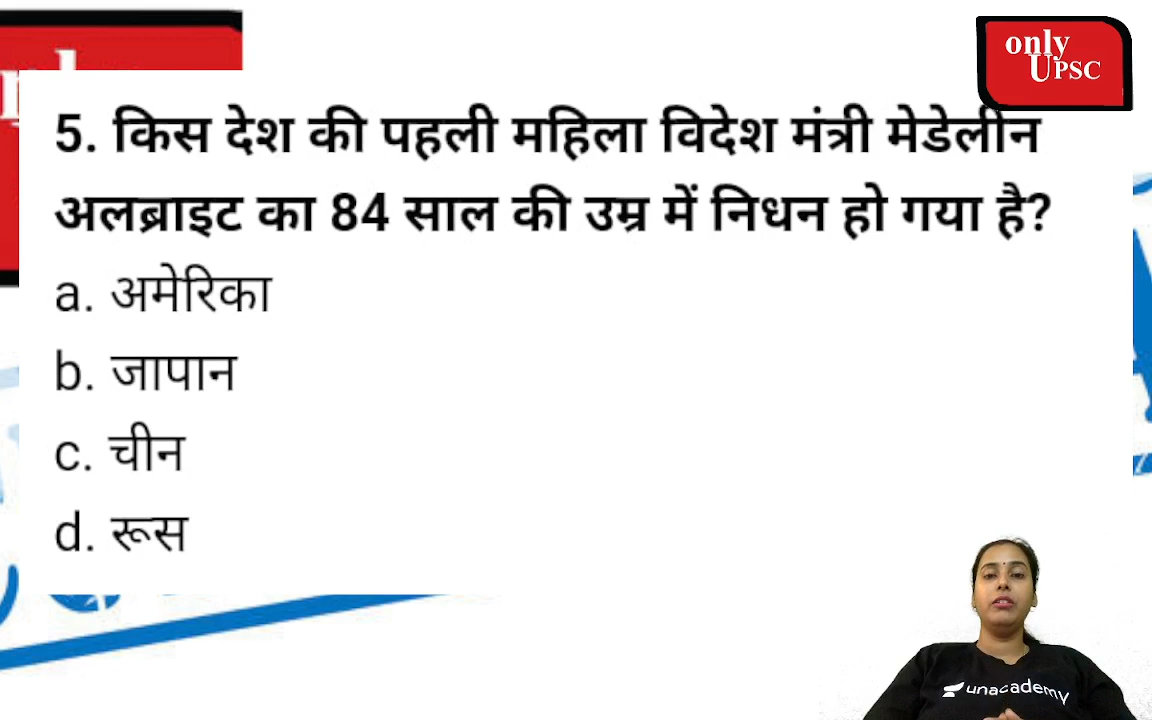 only
UPSC
5. किस देश की पहली महिला विदेश मंत्री मेडेलीन
अलब्राइट का 84 साल की उम्र में निधन हो गया है?
a. अमेरिका
b. जापान
c. चीन
d. रूस
unacademy